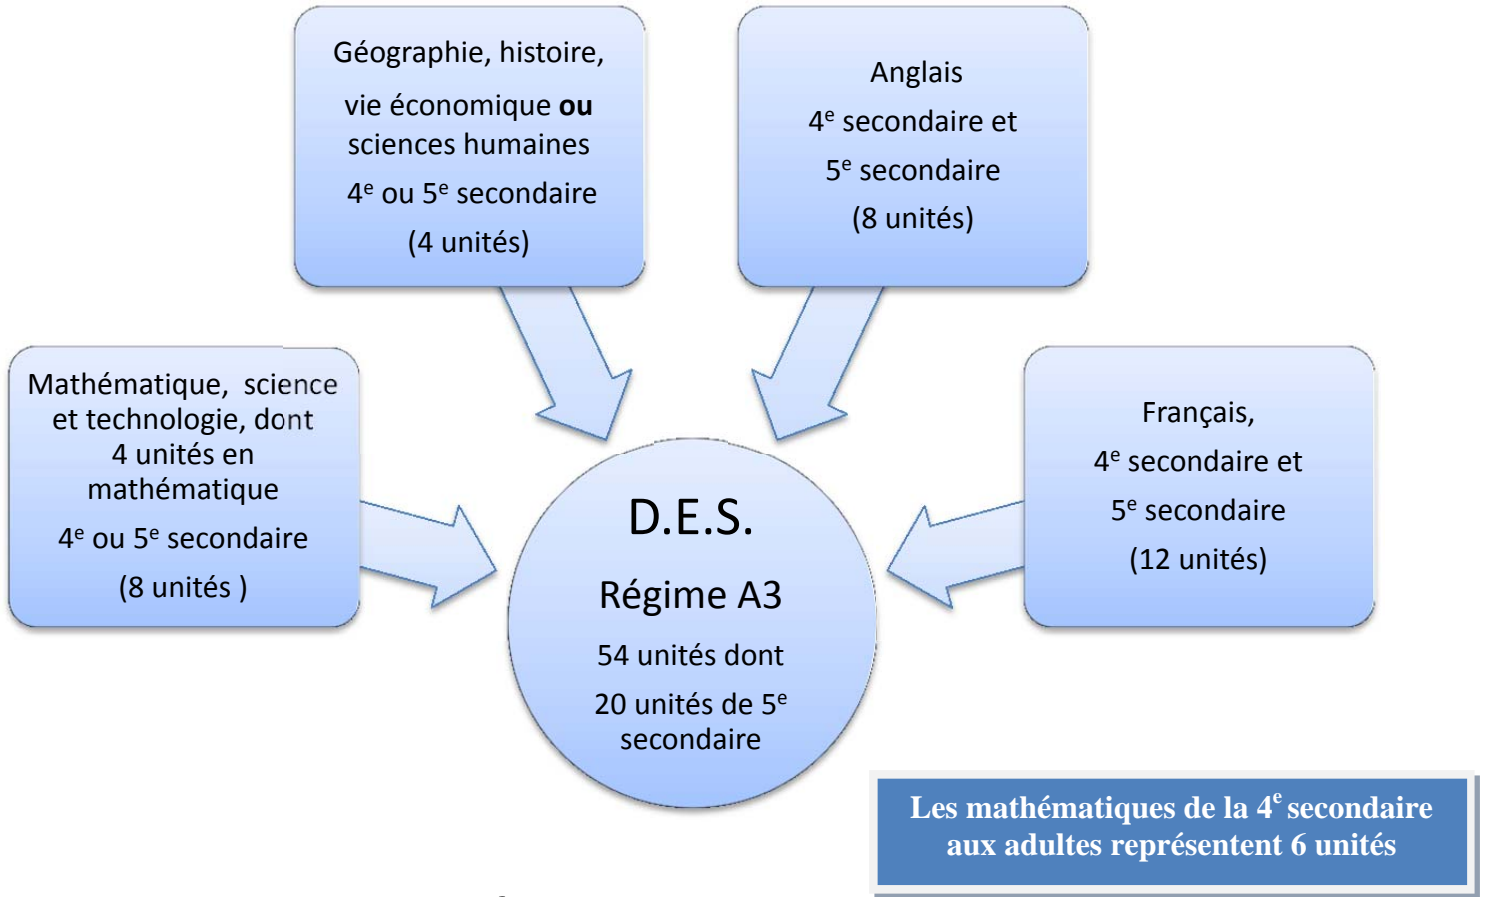 Géographie, histoire,
vie économique ou
sciences humaines
4e ou 5e secondaire
(4 unités)
Anglais
4e secondaire et
5e secondaire
(8 unités)
Mathématique, science
et technologie, dont
4 unités en
mathématique
4e ou 5e secondaire
(8 unités )
Français,
4e secondaire et
5e secondaire
(12 unités)
D.E.S.
Régime A3
54 unités dont
20 unités de 5e
secondaire
Les mathématiques de la 4e secondaire
aux adultes représentent 6 unités